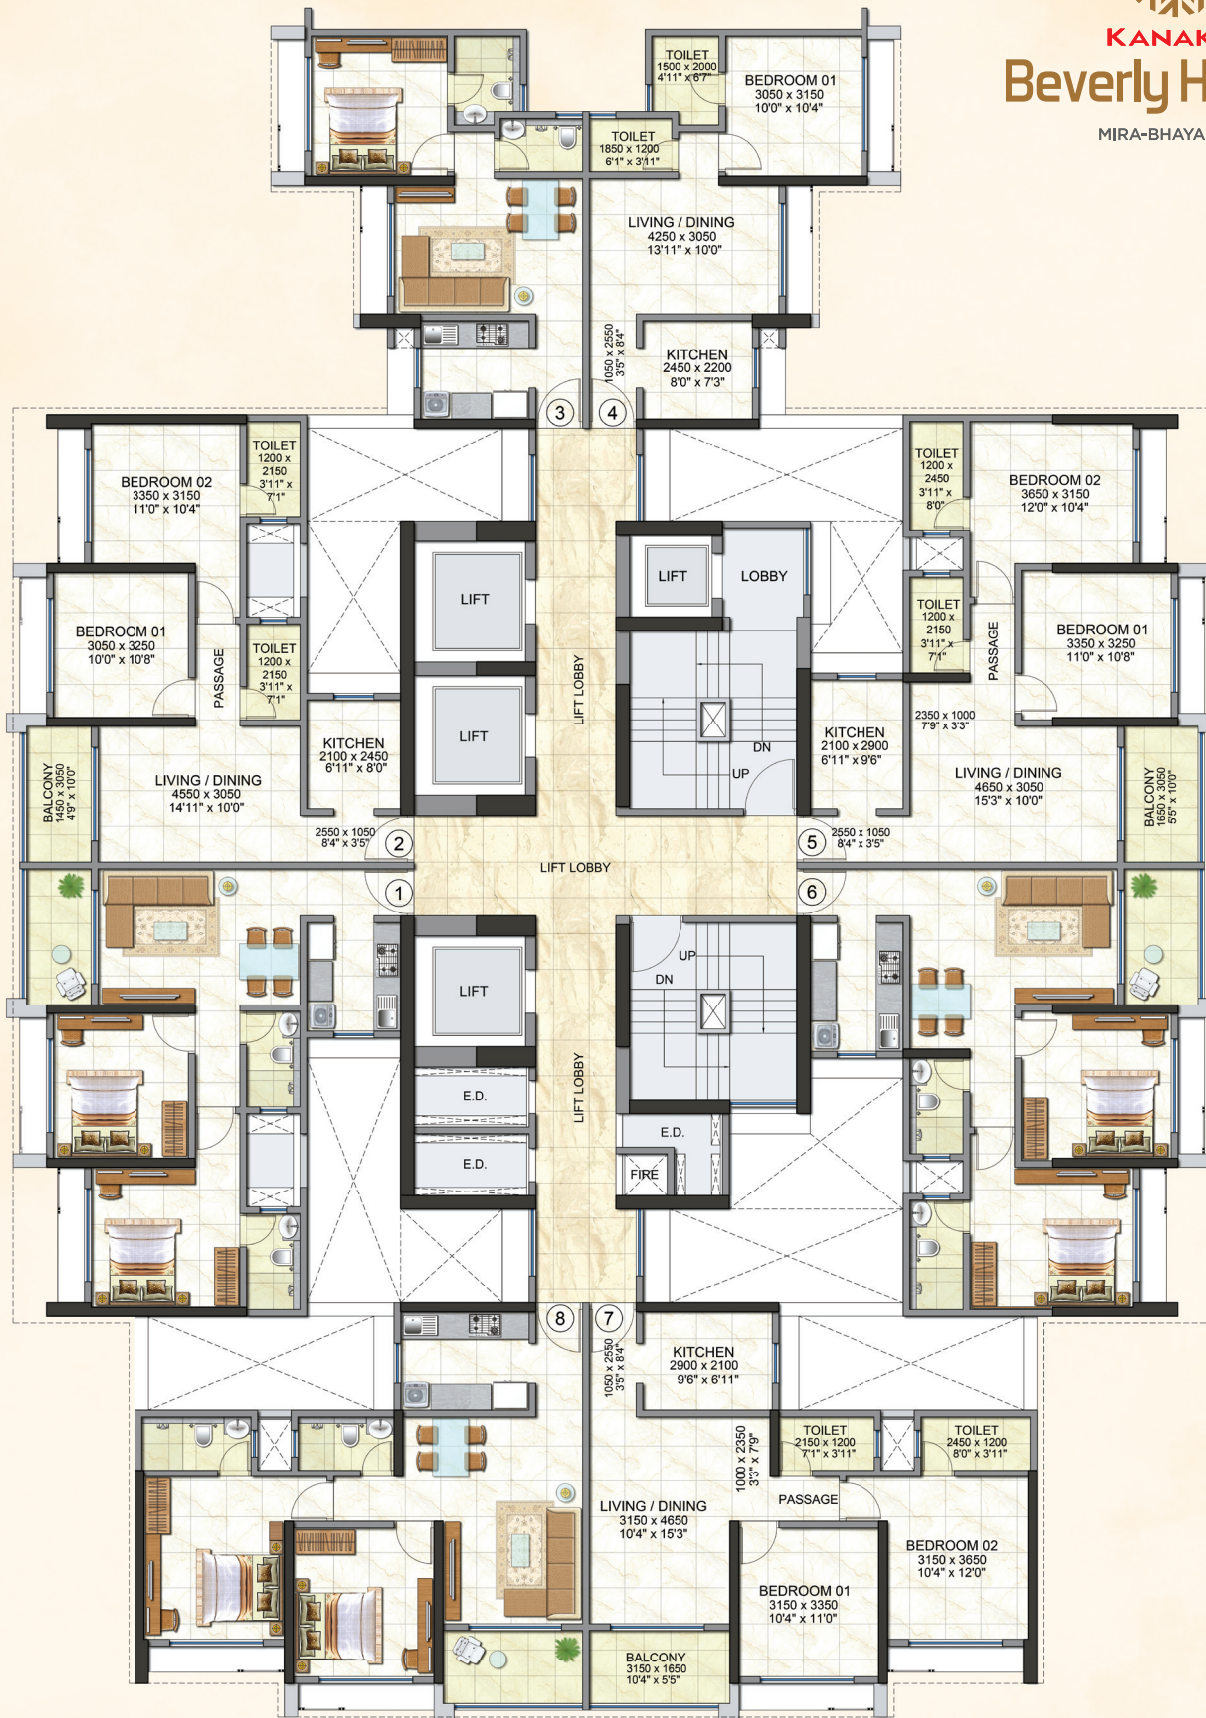 KANAK
Beverly H
MIRA-BHAYA
TOILET
1500 x 2000
4'11" x 6'7"
BEDROOM 01
3050 x 3150
10'0" x 10'4"
TOILET
1850 x 1200
6'1" x 3'11"
LIVING / DINING
4250 x 3050
13'11" x 10'0"
1050 x 2550
3'5" x 8'4"
KITCHEN
2450 x 2200
8'0" x 7'3"
3
4
BEDROOM 02
3350 x 3150
11'0" x 10'4"
TOILET
1200 x
2150
3'11" x
7'1"
TOILET
1200 x
2450
3'11" x
8'0"
BEDROOM 02
3650 x 3150
12'0" x 10'4"
LIFT
LIFT
LOBBY
BEDROOM 01
3050 x 3250
10'0" x 10'8"
PASSAGE
TOILET
1200 x
2150
3'11" x
7'1"
LIFT LOBBY
TOILET
1200 x
2150
3'11" x
7'1"
PASSAGE
BEDROOM 01
3350 x 3250
11'0" x 10'8"
BALCONY
1450 x 3050
4'9" x 10'0"
LIVING / DINING
4550 x 3050
14'11" x 10'0"
KITCHEN
2100 x 2450
6'11" x 8'0"
LIFT
DN
UP
KITCHEN
2100 x 2900
6'11" x 9'6"
2350 x 1000
7'9" x 3'3"
LIVING / DINING
4650 x 3050
15'3" x 10'0"
BALCONY
1650 x 3050
5'5" x 10'0"
2550 x 1050
8'4" x 3'5"
2
5
2550 x 1050
8'4" x 3'5"
LIFT LOBBY
1
6
LIFT
UP
DN
LIFT LOBBY
E.D.
E.D.
E.D.
FIRE
8
7
1050 x 2550
3'5" x 8'4"
KITCHEN
2900 x 2100
9'6" x 6'11"
1000 x 2350
3'3" x 7'9"
TOILET
2150 x 1200
7'1" x 3'11"
TOILET
2450 x 1200
8'0" x 3'11"
PASSAGE
LIVING / DINING
3150 x 4650
10'4" x 15'3"
BEDROOM 02
3150 x 3650
10'4" x 12'0"
BEDROOM 01
3150 x 3350
10'4" x 11'0"
BALCONY
3150 x 1650
10'4" x 5'5"